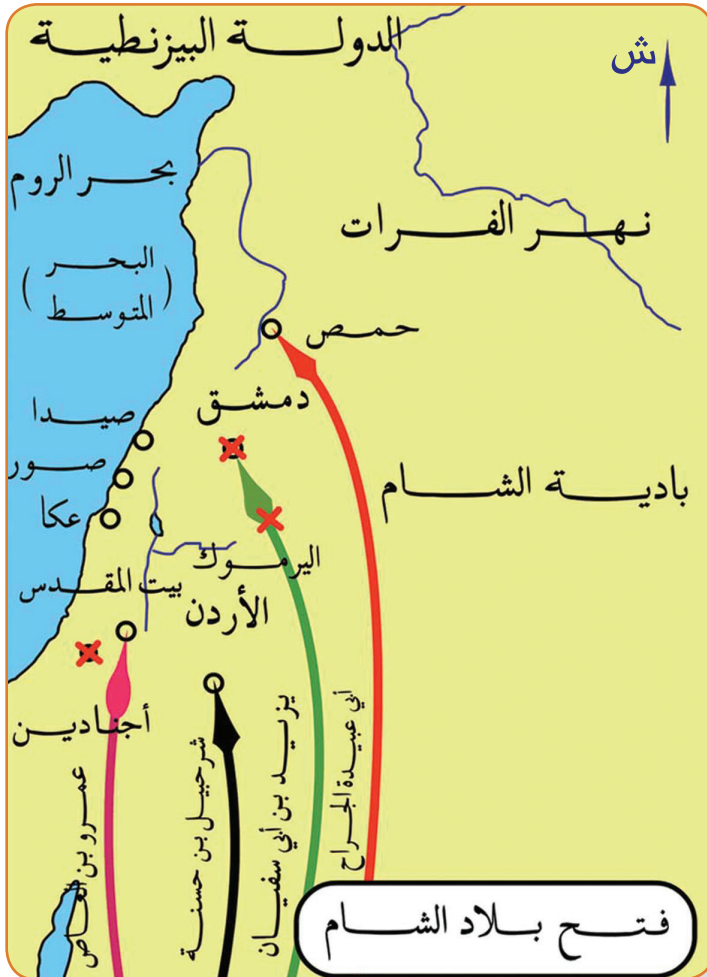 الدولة البيزنطية
ش
بحر الروم
نهر الفرات
(البحر
المتوسط)
حمص
دمشق
صيدا
صور
عكا
بادية الشام
اليرموك
بيت المقدس
الأردن
أجنادين
عمرو بن العاص
شرحبيل بن حسنة
يزيد بن أبي سفيان
أبي عبيدة الجراح
فتح بلاد الشام